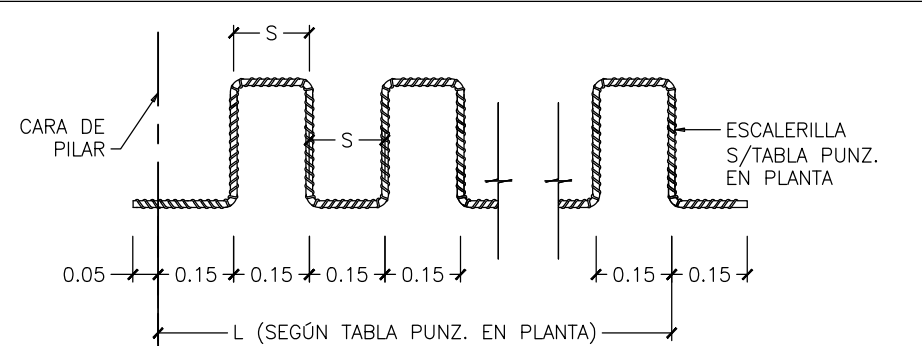 S
CARA DE
PILAR
S
ESCALERILLA
S/TABLA PUNZ.
EN PLANTA
0.05 0.15 0.15 0.15 0.15 0.15 0.15
L (SEGÚN TABLA PUNZ. EN PLANTA)